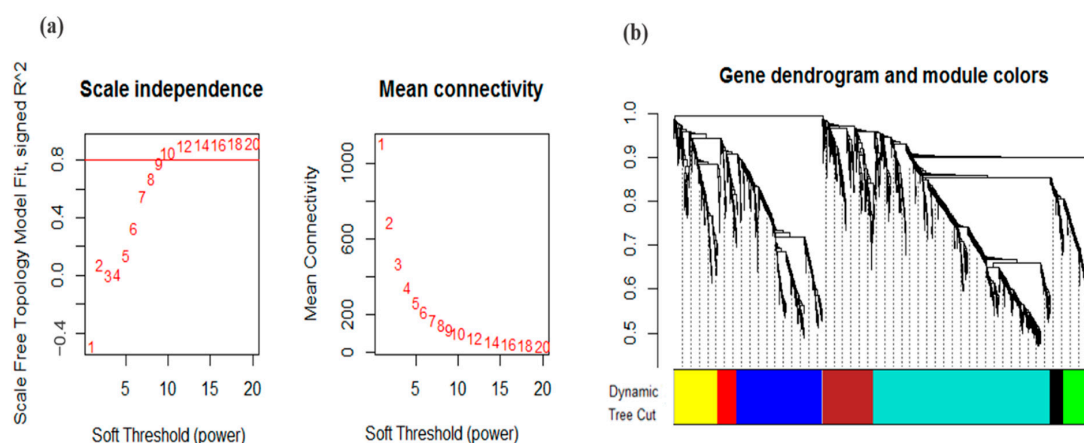 (a)
Scale independence
Scale Free Topology Model Fit, signed R^2
−0.4 0.0 0.4 0.8
1 2 3 4 5 6 7 8 9 10 12 14 16 18 20
5 10 15 20
Soft Threshold (power)
Mean connectivity
Mean Connectivity
0 200 600 1000
1 2 3 4 5 6 7 8 9 10 12 14 16 18 20
5 10 15 20
Soft Threshold (power)
(b)
Gene dendrogram and module colors
0.5 0.6 0.7 0.8 0.9 1.0
Dynamic
Tree Cut